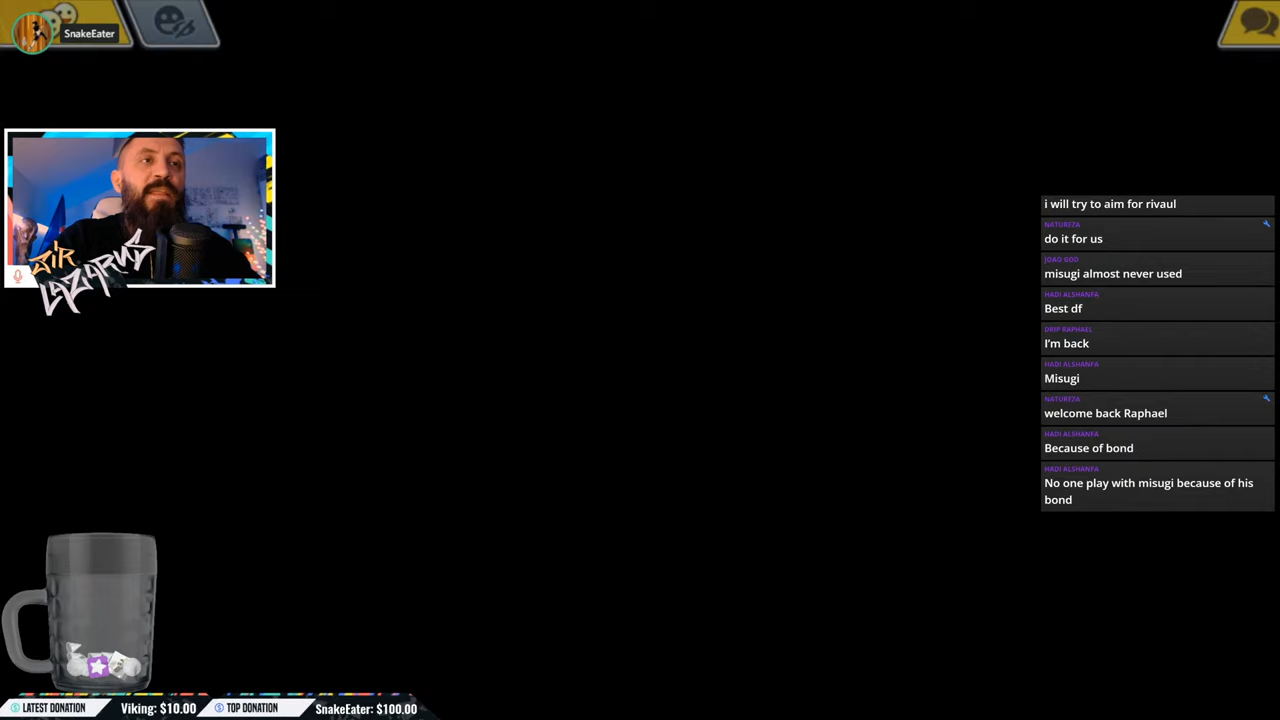 SnakeEater
SIR
LAZARUS
i will try to aim for rivaul
NATUREZA
do it for us
JOAO GOD
misugi almost never used
HADI ALSHANFA
Best df
DRIP RAPHAEL
I'm back
HADI ALSHANFA
Misugi
NATUREZA
welcome back Raphael
HADI ALSHANFA
Because of bond
HADI ALSHANFA
No one play with misugi because of his
bond
LATEST DONATION
Viking: $10.00
TOP DONATION
SnakeEater: $100.00